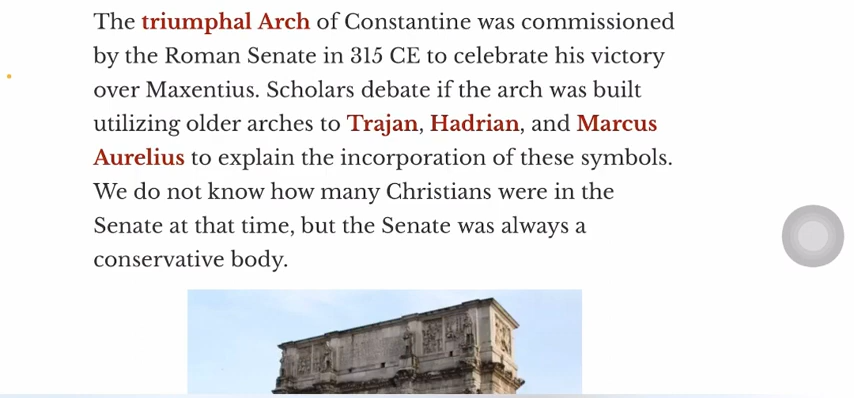 The triumphal Arch of Constantine was commissioned
by the Roman Senate in 315 CE to celebrate his victory
over Maxentius. Scholars debate if the arch was built
utilizing older arches to Trajan, Hadrian, and Marcus
Aurelius to explain the incorporation of these symbols.
We do not know how many Christians were in the
Senate at that time, but the Senate was always a
conservative body.